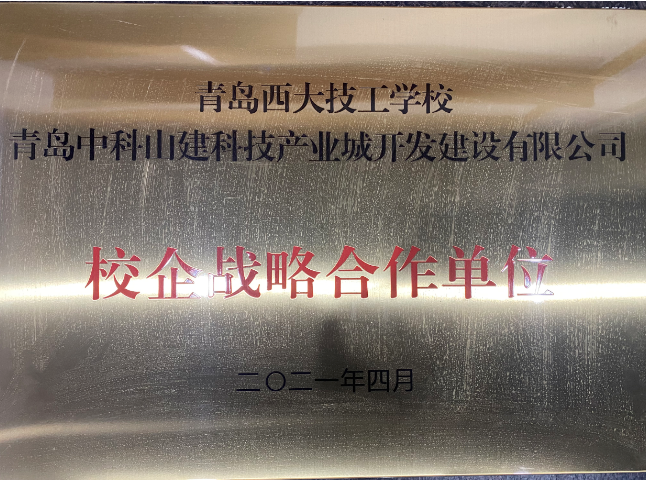 青岛西大技工学校
青岛中科山建科技产业城开发建设有限公司
校企战略合作单位
二〇二一年四月